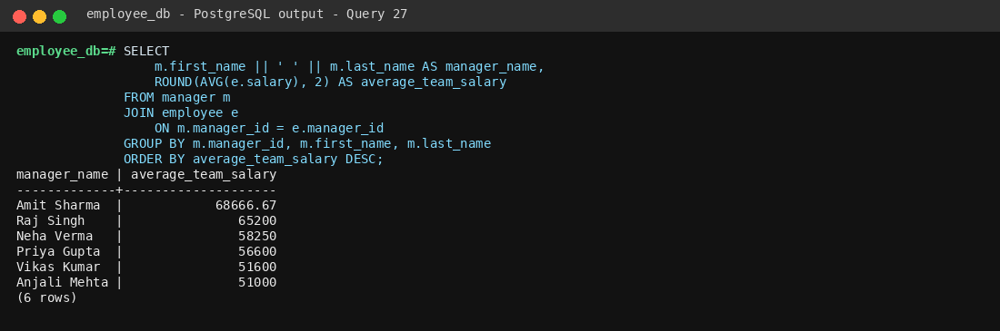 employee_db - PostgreSQL output - Query 27
employee_db=# SELECT
                  m.first_name || ' ' || m.last_name AS manager_name,
                  ROUND(AVG(e.salary), 2) AS average_team_salary
              FROM manager m
              JOIN employee e
                  ON m.manager_id = e.manager_id
              GROUP BY m.manager_id, m.first_name, m.last_name
              ORDER BY average_team_salary DESC;
manager_name | average_team_salary
-------------+--------------------
Amit Sharma  |            68666.67
Raj Singh    |               65200
Neha Verma   |               58250
Priya Gupta  |               56600
Vikas Kumar  |               51600
Anjali Mehta |               51000
(6 rows)